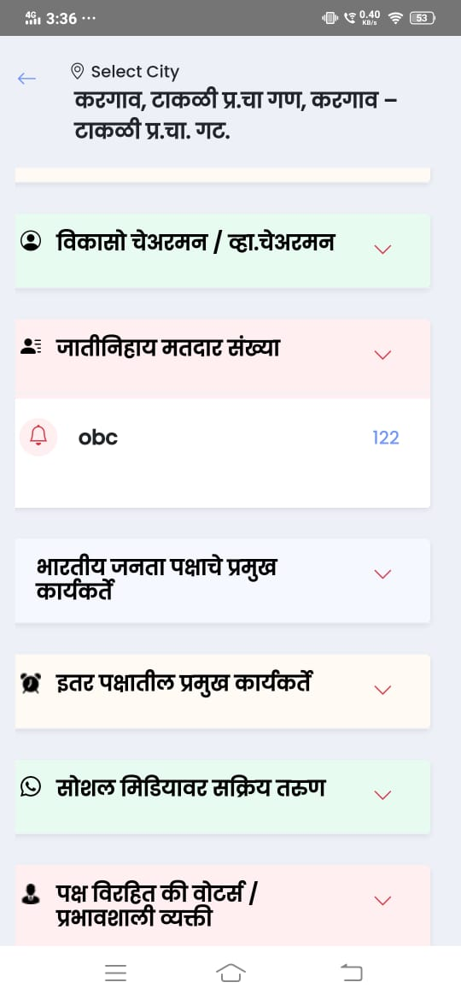 4G 3:36 ... 0.40 KB/s 53
Select City
करगाव, टाकळी प्र.चा गण, करगाव –
टाकळी प्र.चा. गट.
विकासो चेअरमन / व्हा.चेअरमन
जातीनिहाय मतदार संख्या
obc 122
भारतीय जनता पक्षाचे प्रमुख
कार्यकर्ते
इतर पक्षातील प्रमुख कार्यकर्ते
सोशल मिडियावर सक्रिय तरुण
पक्ष विरहित की वोटर्स /
प्रभावशाली व्यक्ती